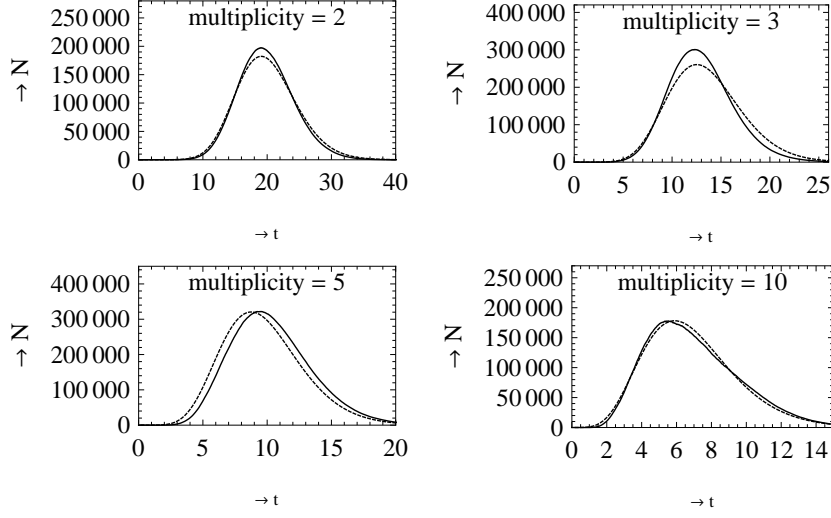 multiplicity = 2
250 000
200 000
150 000
100 000
50 000
0
→ N
0 10 20 30 40
→ t
multiplicity = 3
400 000
300 000
200 000
100 000
0
→ N
0 5 10 15 20 25
→ t
multiplicity = 5
400 000
300 000
200 000
100 000
0
→ N
0 5 10 15 20
→ t
multiplicity = 10
250 000
200 000
150 000
100 000
50 000
0
→ N
0 2 4 6 8 10 12 14
→ t